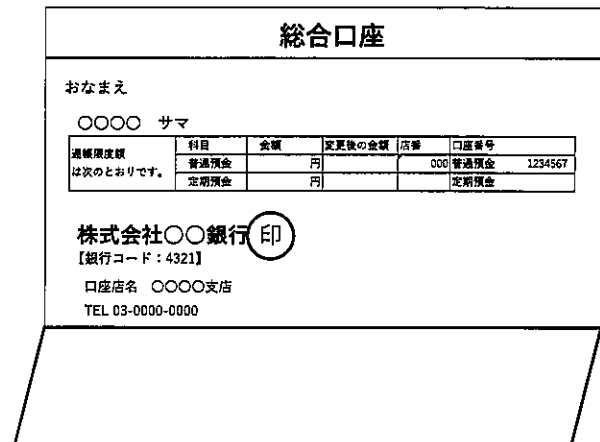 総合口座
おなまえ
○○○○ サマ
通帳限度額
は次のとおりです。
科目 金額 変更後の金額 店番 口座番号
普通預金 円 000 普通預金 1234567
定期預金 円 定期預金
株式会社○○銀行 印
【銀行コード:4321】
口座店名 ○○○○支店
TEL 03-0000-0000